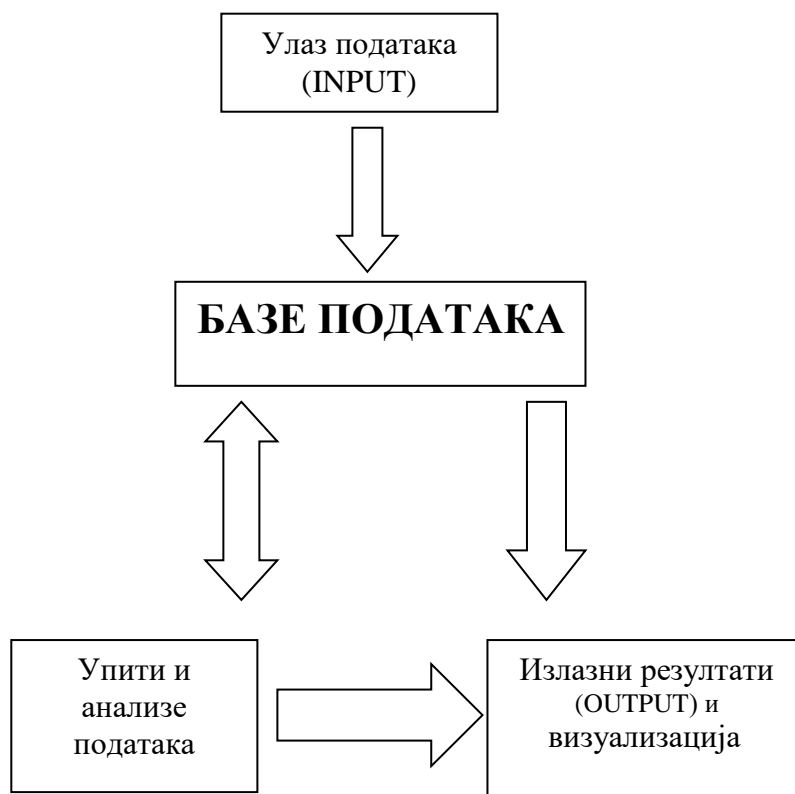 Улаз података
(INPUT)
БАЗЕ ПОДАТАКА
Упити и
анализе
података
Излазни резултати
(OUTPUT) и
визуализација